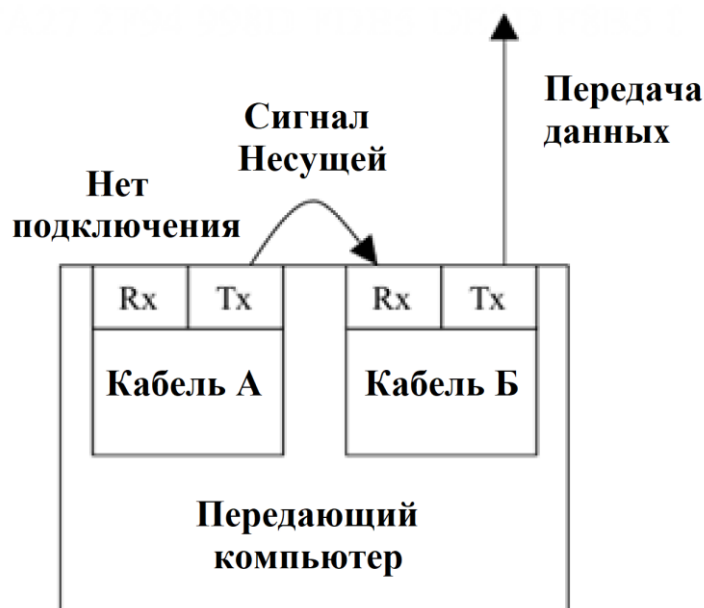 Передача
данных
Сигнал
Несущей
Нет
подключения
Rx Tx Rx Tx
Кабель А Кабель Б
Передающий
компьютер